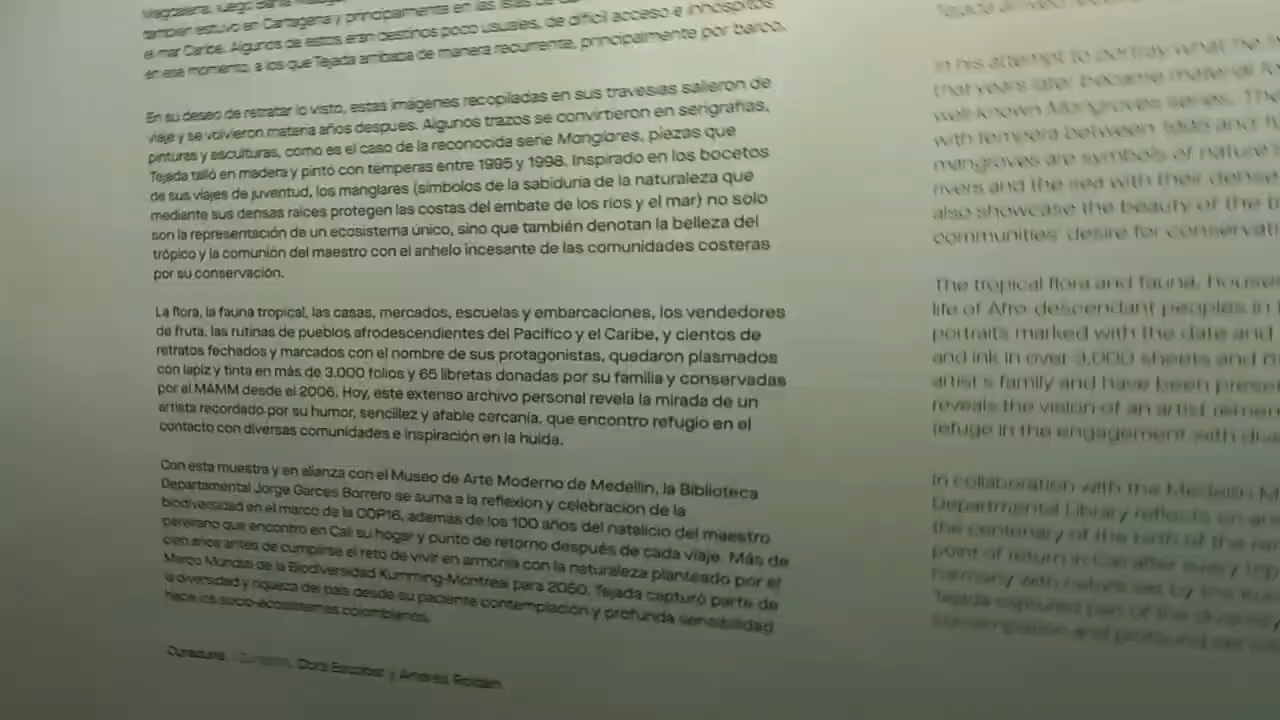 también estuvo en Cartagena y principalmente en las islas de
el mar Caribe. Algunos de estos eran destinos poco usuales, de difícil acceso e inhóspitos
en ese momento, a los que Tejada arribaba de manera recurrente, principalmente por barco.
En su deseo de retratar lo visto, estas imágenes recopiladas en sus travesías salieron de
viaje y se volvieron materia años después. Algunos trazos se convirtieron en serigrafías,
pinturas y esculturas, como es el caso de la reconocida serie Manglares, piezas que
Tejada talló en madera y pintó con témperas entre 1995 y 1998. Inspirado en los bocetos
de sus viajes de juventud, los manglares (símbolos de la sabiduría de la naturaleza que
mediante sus densas raíces protegen las costas del embate de los ríos y el mar) no solo
son la representación de un ecosistema único, sino que también denotan la belleza del
trópico y la comunión del maestro con el anhelo incesante de las comunidades costeras
por su conservación.
La flora, la fauna tropical, las casas, mercados, escuelas y embarcaciones, los vendedores
de fruta, las rutinas de pueblos afrodescendientes del Pacífico y el Caribe, y cientos de
retratos fechados y marcados con el nombre de sus protagonistas, quedaron plasmados
con lápiz y tinta en más de 3.000 folios y 65 libretas donadas por su familia y conservadas
por el MAMM desde el 2006. Hoy, este extenso archivo personal revela la mirada de un
artista recordado por su humor, sencillez y afable cercanía, que encontró refugio en el
contacto con diversas comunidades e inspiración en la huida.
Con esta muestra y en alianza con el Museo de Arte Moderno de Medellín, la Biblioteca
Departamental Jorge Garcés Borrero se suma a la reflexión y celebración de la
biodiversidad en el marco de la COP16, además de los 100 años del natalicio del maestro
pereirano que encontró en Cali su hogar y punto de retorno después de cada viaje. Más de
cien años antes de cumplirse el reto de vivir en armonía con la naturaleza planteado por el
Marco Mundial de la Biodiversidad Kunming-Montreal para 2050, Tejada capturó parte de
la diversidad y riqueza del país desde su paciente contemplación y profunda sensibilidad
hacia los socio-ecosistemas colombianos.
Curaduría Escobar y Andrés Roldán
In his attempt to portray what he
that years later became material
well-known Mangroves series. The
with tempera between
mangroves are symbols of nature's
rivers and the sea with their dense
also showcase the beauty of the
communities' desire for
The tropical flora and fauna,
life of Afro-descendant peoples in
portraits marked with the date and
and ink in over 3,000 sheets and
artist's family and have been
reveals the vision of an artist
refuge in the engagement with
In collaboration with the Medellín
Departmental Library reflects on
the centenary of the birth of the
point of return in Cali after every trip
harmony with nature set by the
Tejada captured part of the
contemplation and profound